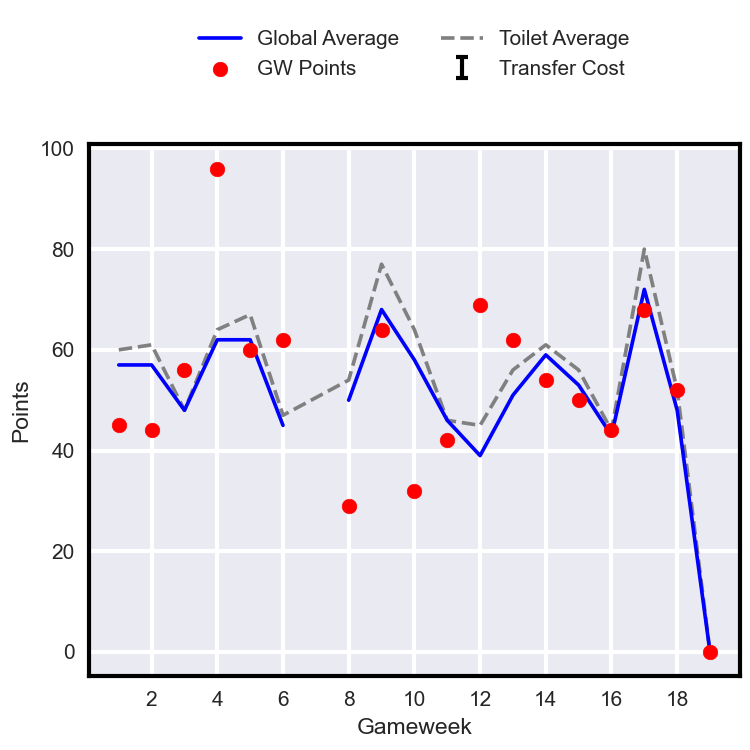 Global Average
Toilet Average
GW Points
Transfer Cost
100
80
60
40
20
0
Points
2 4 6 8 10 12 14 16 18
Gameweek